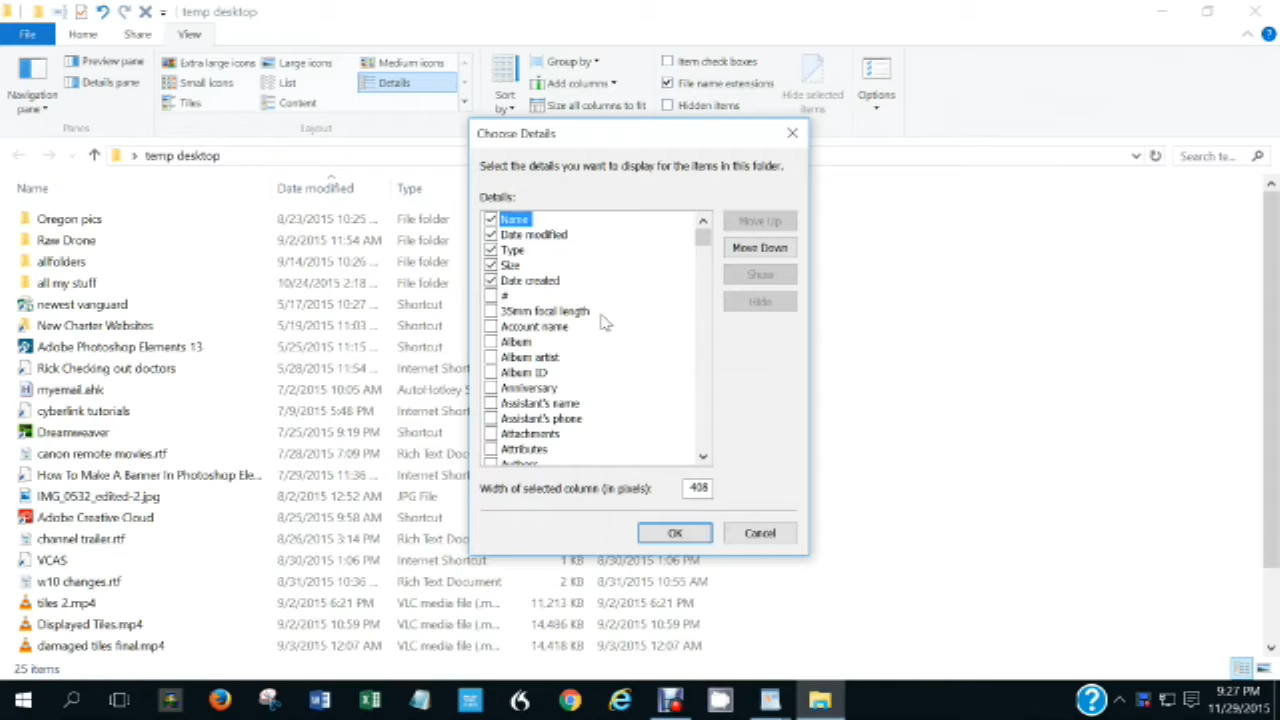 temp desktop
File Home Share View
Preview pane Extra large icons Large icons Medium icons Group by Item check boxes
Details pane Small icons List Details Add columns File name extensions
Navigation pane Tiles Content Sort by Size all columns to fit Hidden items Hide selected items Options
Panes Layout
temp desktop Search te...
Name Date modified Type
Oregon pics 8/23/2015 10:25 ... File folder
Raw Drone 9/2/2015 11:54 AM File folder
allfolders 9/14/2015 10:26 ... File folder
all my stuff 10/24/2015 2:18 ... File folder
newest vanguard 5/17/2015 10:27 ... Shortcut
New Charter Websites 5/19/2015 11:03 ... Shortcut
Adobe Photoshop Elements 13 5/25/2015 11:15 ... Shortcut
Rick Checking out doctors 5/28/2015 11:54 ... Internet Short
myemail.ahk 7/2/2015 10:05 AM AutoHotkey S
cyberlink tutorials 7/9/2015 5:48 PM Internet Short
Dreamweaver 7/25/2015 9:19 PM Shortcut
canon remote movies.rtf 7/28/2015 7:09 PM Rich Text Doc
How To Make A Banner In Photoshop Ele... 7/29/2015 11:36 ... Internet Short
IMG_0532_edited-2.jpg 8/2/2015 12:52 AM JPG File
Adobe Creative Cloud 8/25/2015 9:58 AM Shortcut
channel trailer.rtf 8/26/2015 3:14 PM Rich Text Doc
VCAS 8/30/2015 1:06 PM Internet Shortcut 1 KB 8/30/2015 1:06 PM
w10 changes.rtf 8/31/2015 10:36 ... Rich Text Document 2 KB 8/31/2015 10:55 AM
tiles 2.mp4 9/2/2015 6:21 PM VLC media file (.m... 11,213 KB 9/2/2015 6:21 PM
Displayed Tiles.mp4 9/2/2015 10:59 PM VLC media file (.m... 14,486 KB 9/2/2015 10:59 PM
damaged tiles final.mp4 9/3/2015 12:07 AM VLC media file (.m... 14,418 KB 9/3/2015 12:07 AM
25 items
Choose Details
Select the details you want to display for the items in this folder.
Details:
Name
Date modified
Type
Size
Date created
#
35mm focal length
Account name
Album
Album artist
Album ID
Anniversary
Assistant's name
Assistant's phone
Attachments
Attributes
Authors
Move Up
Move Down
Show
Hide
Width of selected column (in pixels): 408
OK Cancel
9:27 PM
11/29/2015